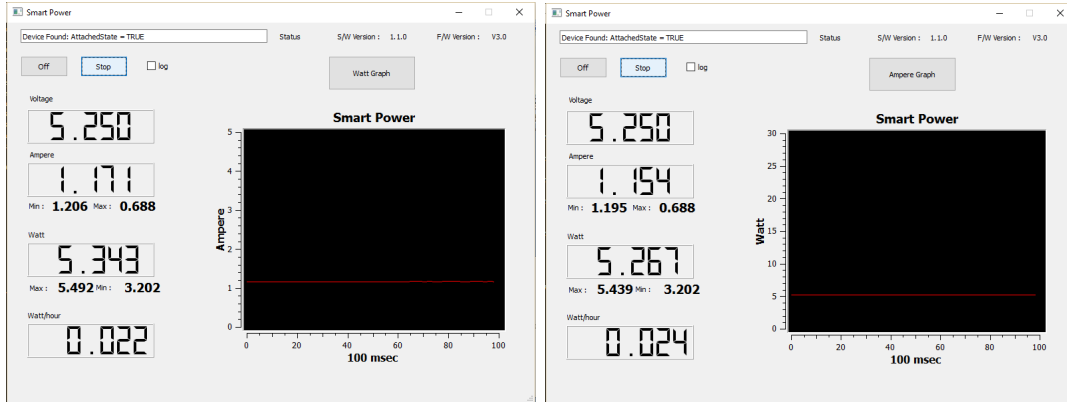 Smart Power
Device Found: AttachedState = TRUE Status S/W Version : 1.1.0 F/W Version : V3.0
Off Stop log Watt Graph
Voltage
5.250
Smart Power
Ampere
1.171
Min : 1.206 Max : 0.688
Watt
5.343
Max : 5.492 Min : 3.202
Watt/hour
0.022
Ampere
5
4
3
2
1
0
0 20 40 60 80 100
100 msec
Smart Power
Device Found: AttachedState = TRUE Status S/W Version : 1.1.0 F/W Version : V3.0
Off Stop log Ampere Graph
Voltage
5.250
Smart Power
Ampere
1.154
Min : 1.195 Max : 0.688
Watt
5.267
Max : 5.439 Min : 3.202
Watt/hour
0.024
Watt
30
25
20
15
10
5
0
0 20 40 60 80 100
100 msec